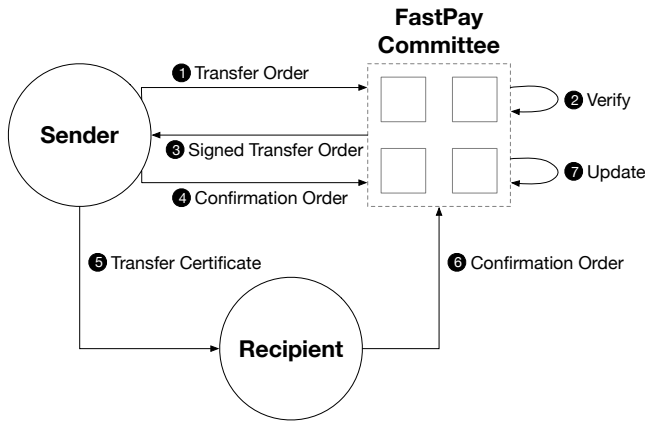 FastPay
Committee
1 Transfer Order
2 Verify
Sender
3 Signed Transfer Order
4 Confirmation Order
7 Update
5 Transfer Certificate
6 Confirmation Order
Recipient